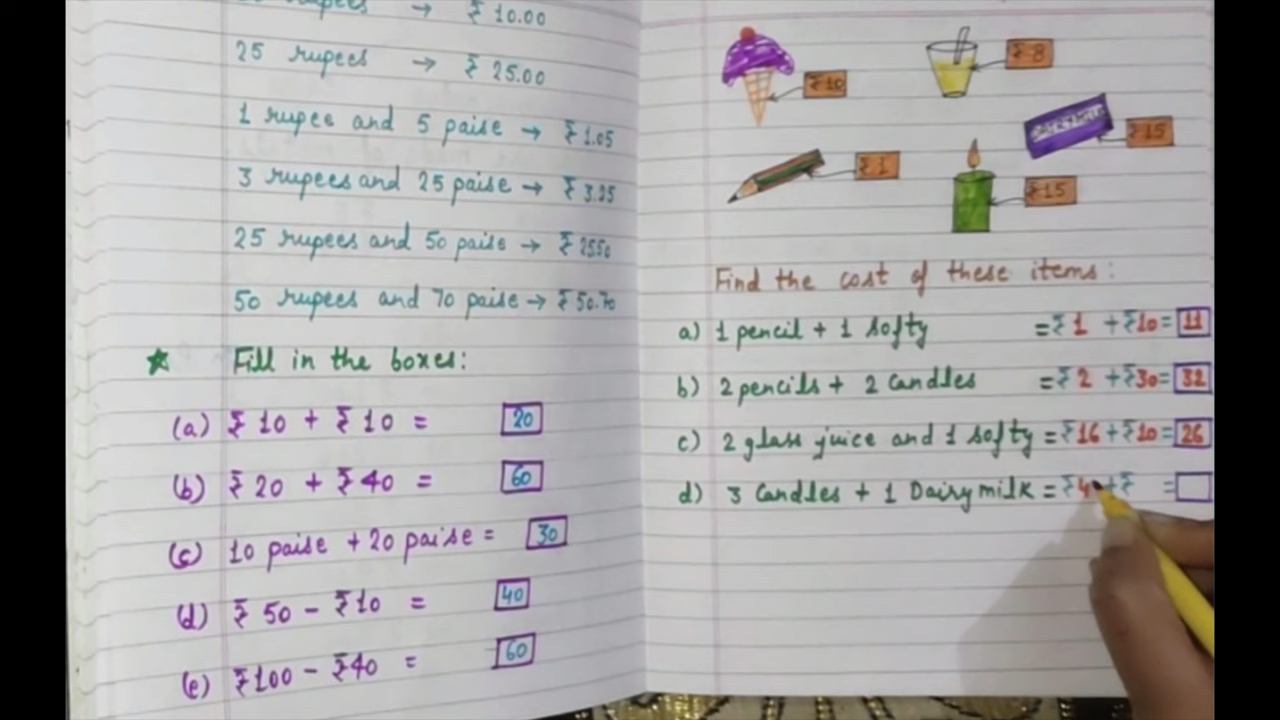 rupees → ₹ 10.00
25 rupees → ₹ 25.00
1 rupee and 5 paise → ₹ 1.05
3 rupees and 25 paise → ₹ 3.25
25 rupees and 50 paise → ₹ 25.50
50 rupees and 70 paise → ₹ 50.70
★ Fill in the boxes:
(a) ₹ 10 + ₹ 10 = 20
(b) ₹ 20 + ₹ 40 = 60
(c) 10 paise + 20 paise = 30
(d) ₹ 50 - ₹ 10 = 40
(e) ₹ 100 - ₹ 40 = 60
₹ 10
₹ 8
₹ 15
₹ 1
₹ 15
Find the cost of these items:
a) 1 pencil + 1 softy = ₹ 1 + ₹ 10 = 11
b) 2 pencils + 2 Candles = ₹ 2 + ₹ 30 = 32
c) 2 glass juice and 1 softy = ₹ 16 + ₹ 10 = 26
d) 3 Candles + 1 Dairymilk = ₹ 4 + ₹ =